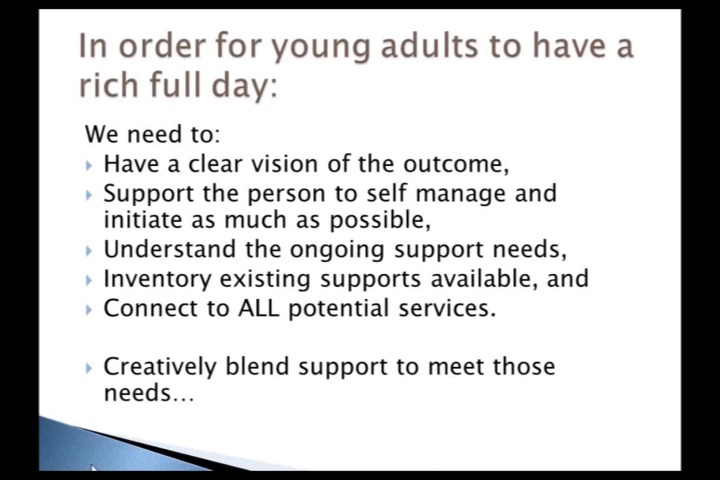 In order for young adults to have a
rich full day:
We need to:
Have a clear vision of the outcome,
Support the person to self manage and
initiate as much as possible,
Understand the ongoing support needs,
Inventory existing supports available, and
Connect to ALL potential services.
Creatively blend support to meet those
needs…